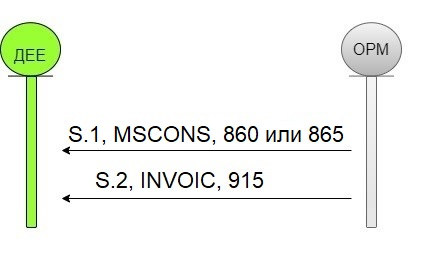 ДЕЕ
ОРМ
S.1, MSCONS, 860 или 865
S.2, INVOIC, 915